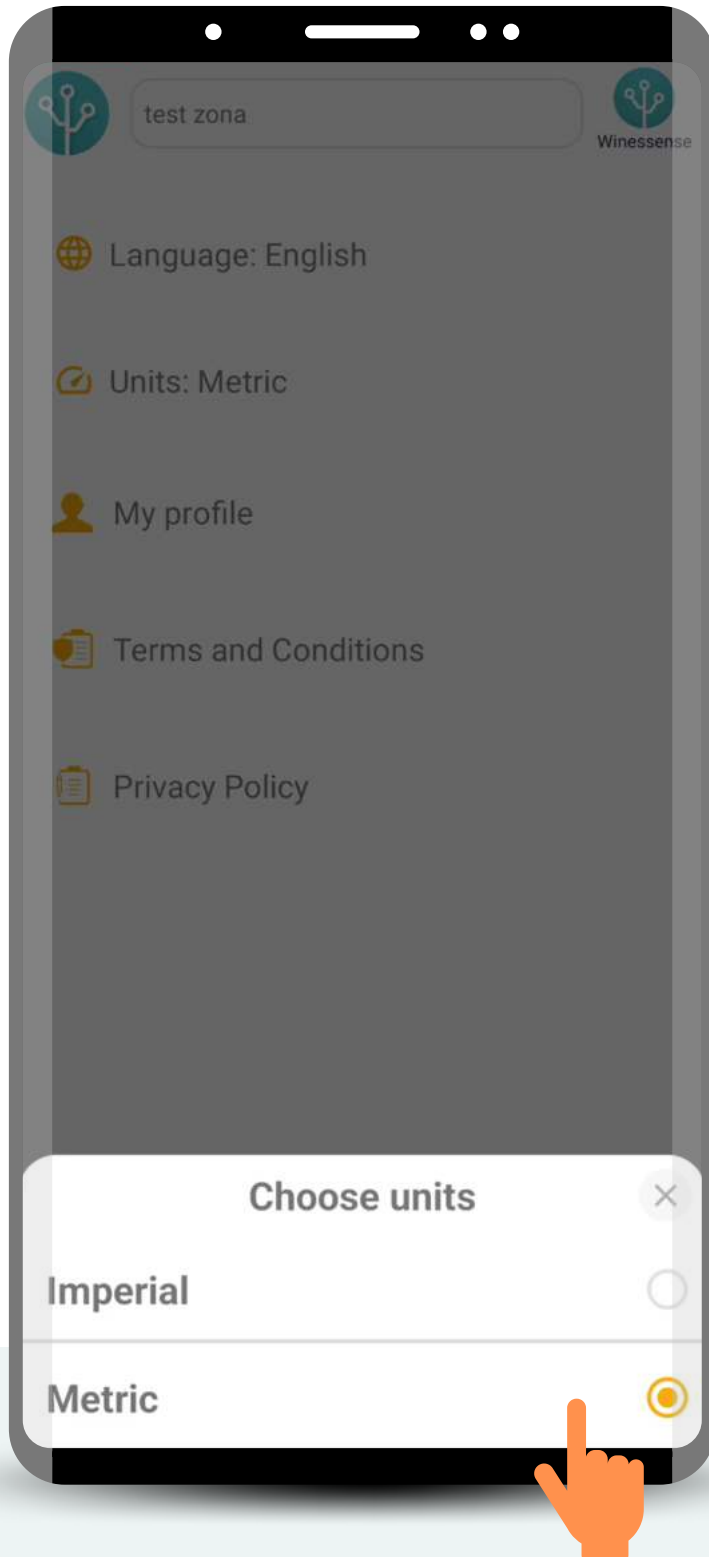 test zona
Winessense
Language: English
Units: Metric
My profile
Terms and Conditions
Privacy Policy
Choose units
Imperial
Metric